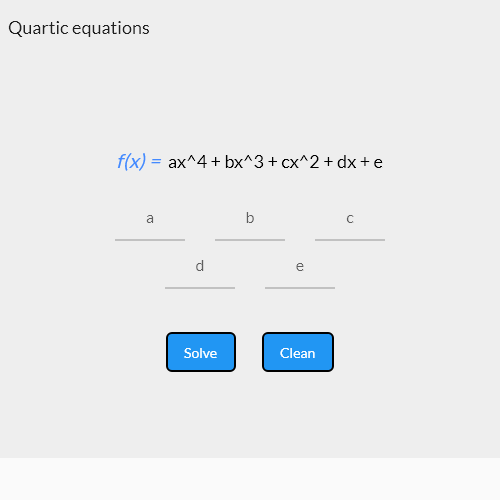 Quartic equations
f(x) = ax^4 + bx^3 + cx^2 + dx + e
a b c
d e
Solve Clean